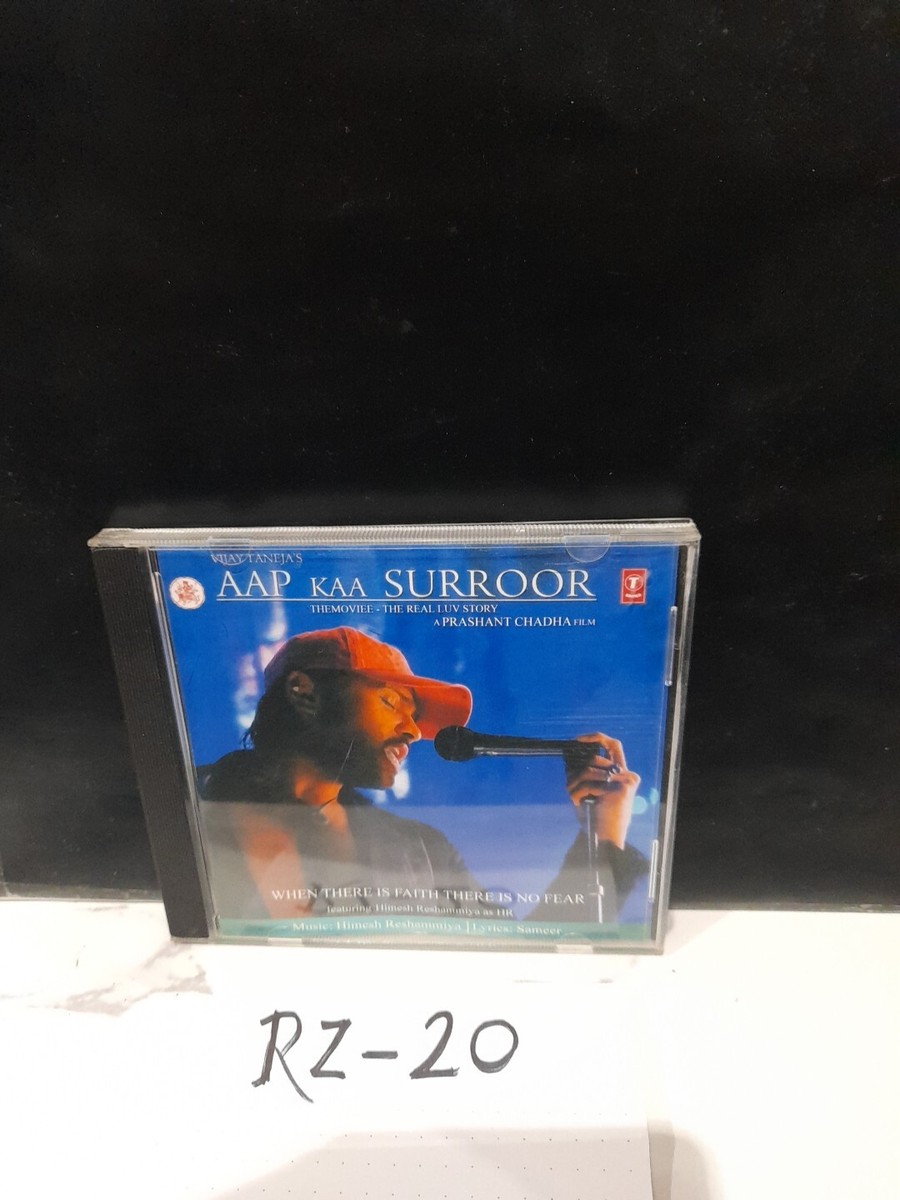 VIJAY TANEJA'S
AAP KAA SURROOR
THEMOVIEE - THE REAL LUV STORY
A PRASHANT CHADHA FILM
T
WHEN THERE IS FAITH THERE IS NO FEAR
featuring Himesh Reshammiya as HR
Music: Himesh Reshammiya | Lyrics: Sameer
RZ-20